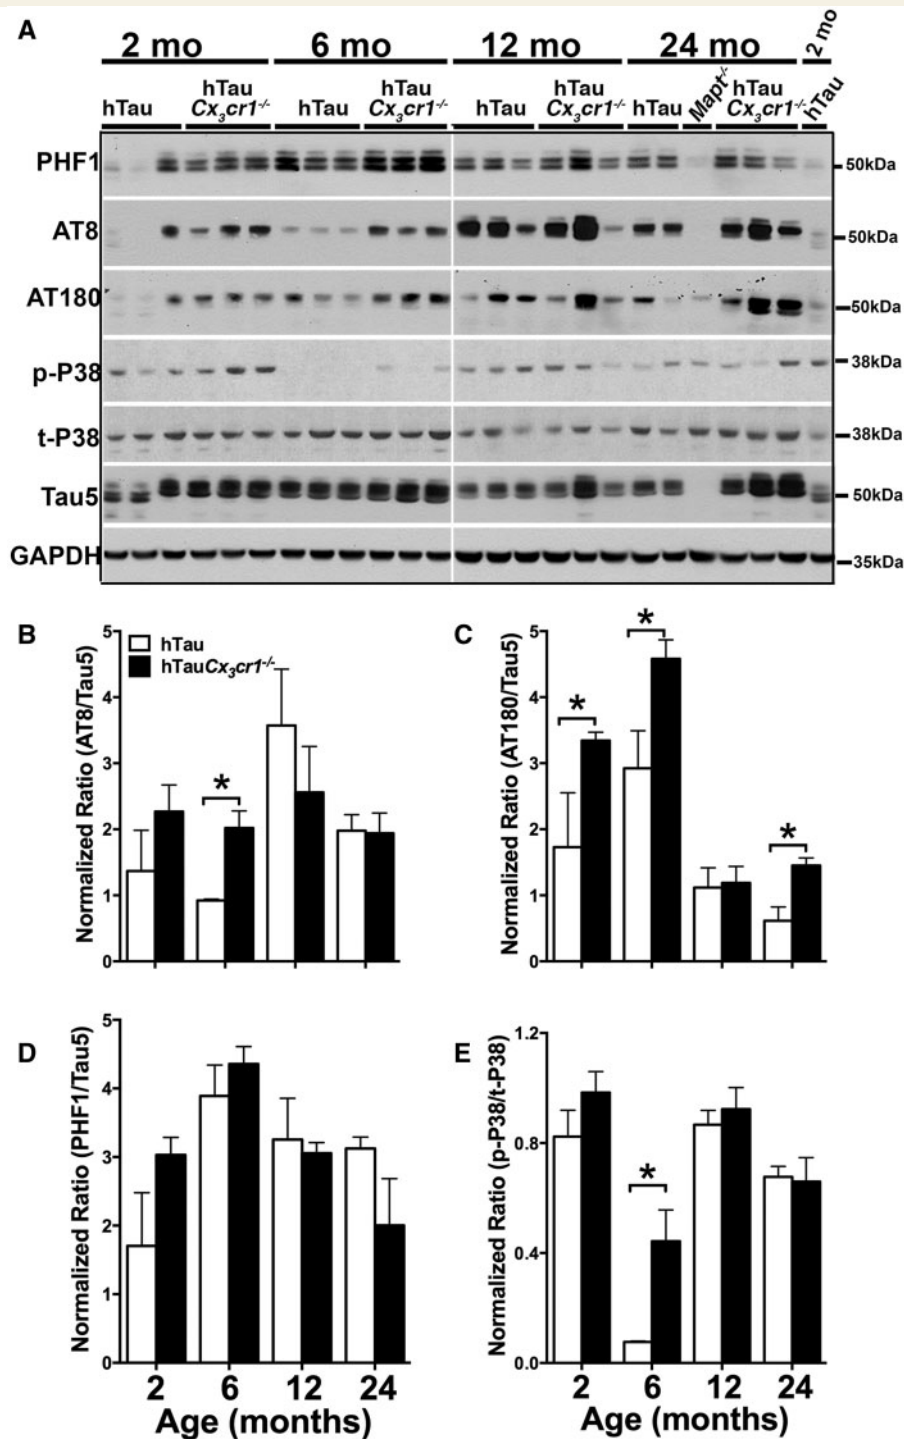 A
2 mo 6 mo 12 mo 24 mo 2 mo
hTau hTau Cx₃cr1⁻/⁻ hTau hTau Cx₃cr1⁻/⁻ hTau hTau Cx₃cr1⁻/⁻ hTau Mapt⁻/⁻ hTau Cx₃cr1⁻/⁻ hTau
PHF1 50kDa
AT8 50kDa
AT180 50kDa
p-P38 38kDa
t-P38 38kDa
Tau5 50kDa
GAPDH 35kDa
B
Normalized Ratio (AT8/Tau5)
5
4
3
2
1
0
hTau
hTauCx₃cr1⁻/⁻
*
C
Normalized Ratio (AT180/Tau5)
5
4
3
2
1
0
* * *
D
Normalized Ratio (PHF1/Tau5)
5
4
3
2
1
0
2 6 12 24
Age (months)
E
Normalized Ratio (p-P38/t-P38)
1.2
0.8
0.4
0.0
*
2 6 12 24
Age (months)